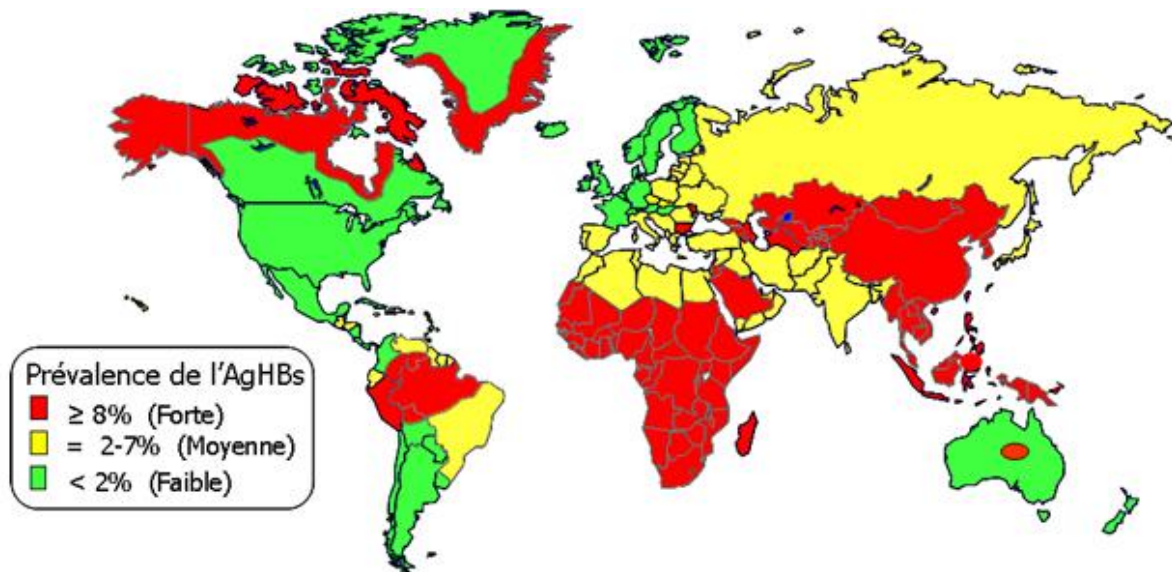 Prévalence de l'AgHBs
≥ 8% (Forte)
= 2-7% (Moyenne)
< 2% (Faible)